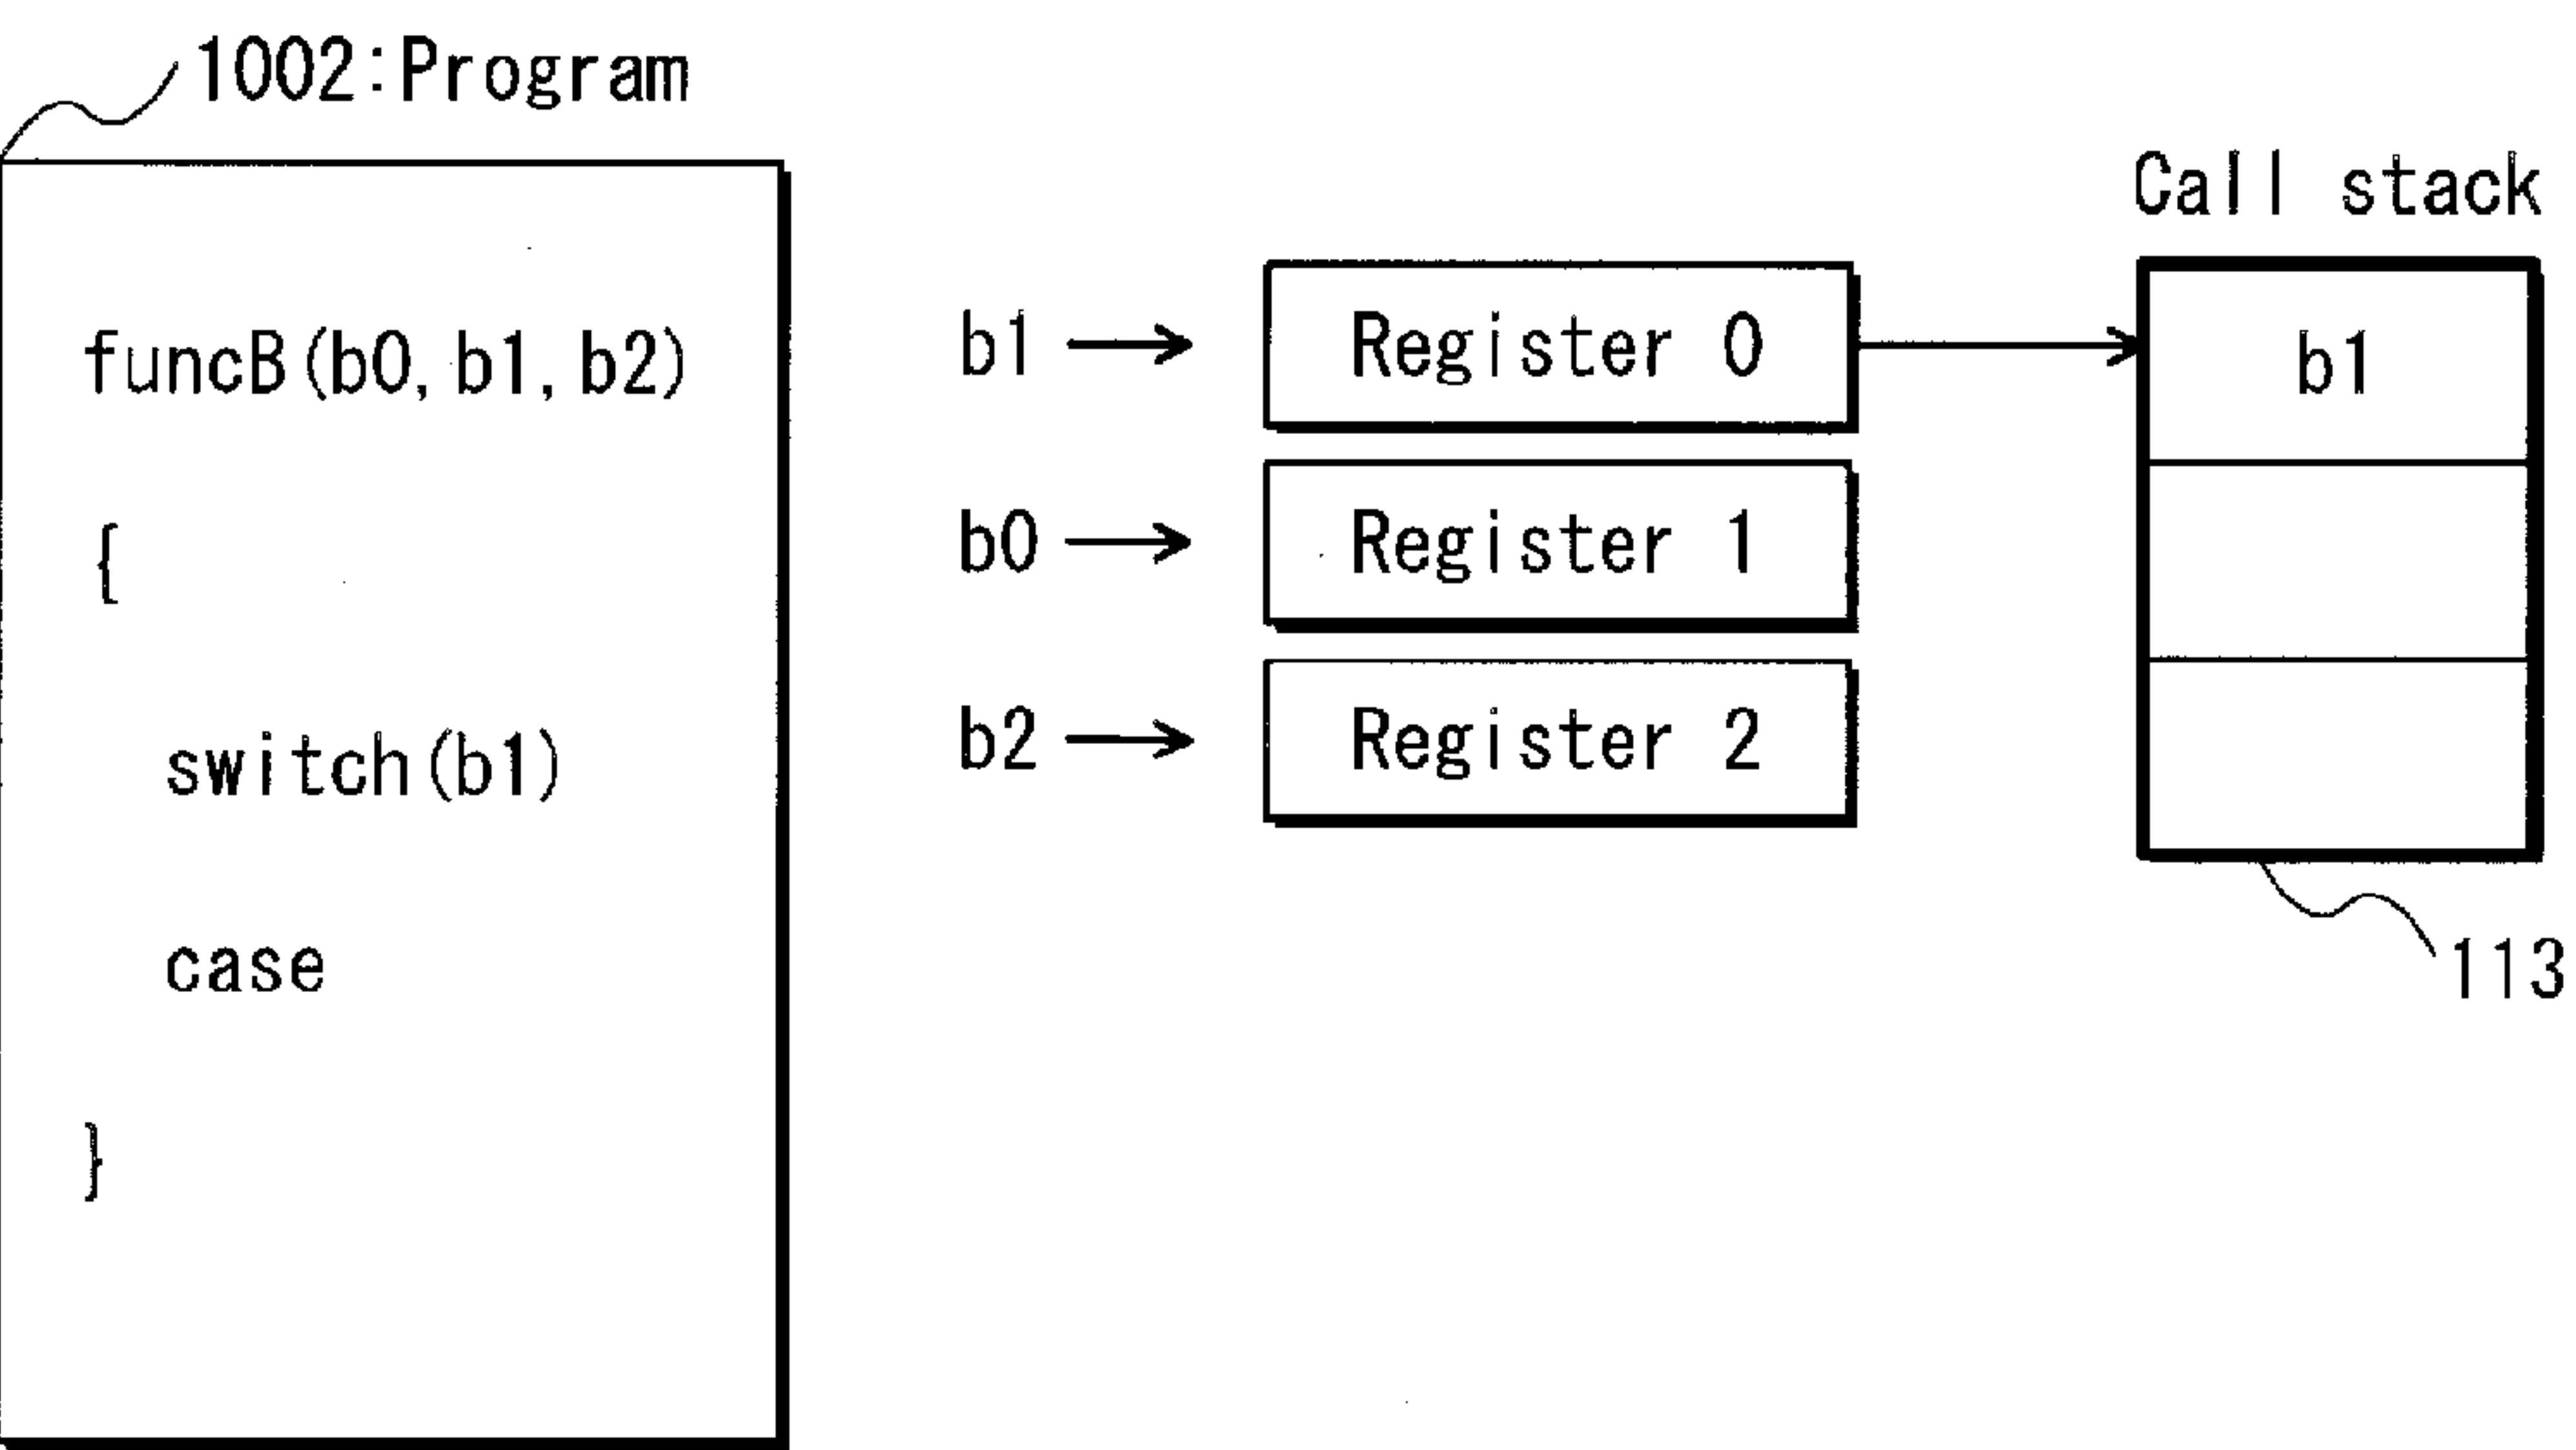 1002:Program
funcB(b0,b1,b2)
{
switch(b1)
case
}
b1
Register 0
b0
Register 1
b2
Register 2
Call stack
b1
113